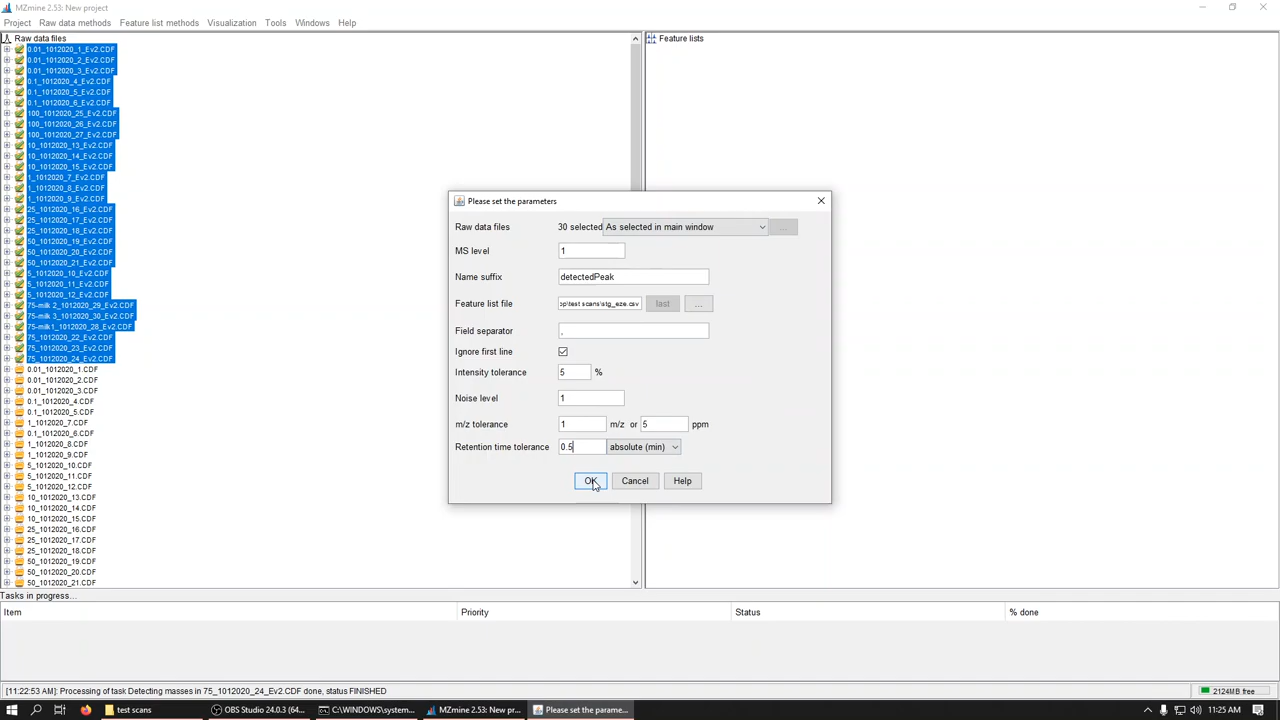 MZmine 2.53: New project
Project Raw data methods Feature list methods Visualization Tools Windows Help
Raw data files
0.01_1012020_1_Ev2.CDF
0.01_1012020_2_Ev2.CDF
0.01_1012020_3_Ev2.CDF
0.1_1012020_4_Ev2.CDF
0.1_1012020_5_Ev2.CDF
0.1_1012020_6_Ev2.CDF
100_1012020_25_Ev2.CDF
100_1012020_26_Ev2.CDF
100_1012020_27_Ev2.CDF
10_1012020_13_Ev2.CDF
10_1012020_14_Ev2.CDF
10_1012020_15_Ev2.CDF
1_1012020_7_Ev2.CDF
1_1012020_8_Ev2.CDF
1_1012020_9_Ev2.CDF
25_1012020_16_Ev2.CDF
25_1012020_17_Ev2.CDF
25_1012020_18_Ev2.CDF
50_1012020_19_Ev2.CDF
50_1012020_20_Ev2.CDF
50_1012020_21_Ev2.CDF
5_1012020_10_Ev2.CDF
5_1012020_11_Ev2.CDF
5_1012020_12_Ev2.CDF
75-milk 2_1012020_29_Ev2.CDF
75-milk 3_1012020_30_Ev2.CDF
75-milk1_1012020_28_Ev2.CDF
75_1012020_22_Ev2.CDF
75_1012020_23_Ev2.CDF
75_1012020_24_Ev2.CDF
0.01_1012020_1.CDF
0.01_1012020_2.CDF
0.01_1012020_3.CDF
0.1_1012020_4.CDF
0.1_1012020_5.CDF
1_1012020_7.CDF
0.1_1012020_6.CDF
1_1012020_8.CDF
1_1012020_9.CDF
5_1012020_10.CDF
5_1012020_11.CDF
5_1012020_12.CDF
10_1012020_13.CDF
10_1012020_14.CDF
10_1012020_15.CDF
25_1012020_16.CDF
25_1012020_17.CDF
25_1012020_18.CDF
50_1012020_19.CDF
50_1012020_20.CDF
50_1012020_21.CDF
Feature lists
Please set the parameters
Raw data files 30 selected As selected in main window ...
MS level 1
Name suffix detectedPeak
Feature list file op\test scans\stg_eze.csv last ...
Field separator ,
Ignore first line
Intensity tolerance 5 %
Noise level 1
m/z tolerance 1 m/z or 5 ppm
Retention time tolerance 0.5 absolute (min)
OK Cancel Help
Tasks in progress...
Item Priority Status % done
[11:22:53 AM]: Processing of task Detecting masses in 75_1012020_24_Ev2.CDF done, status FINISHED
2124MB free
test scans OBS Studio 24.0.3 (64... C:\WINDOWS\system... MZmine 2.53: New pr... Please set the parame... 11:25 AM